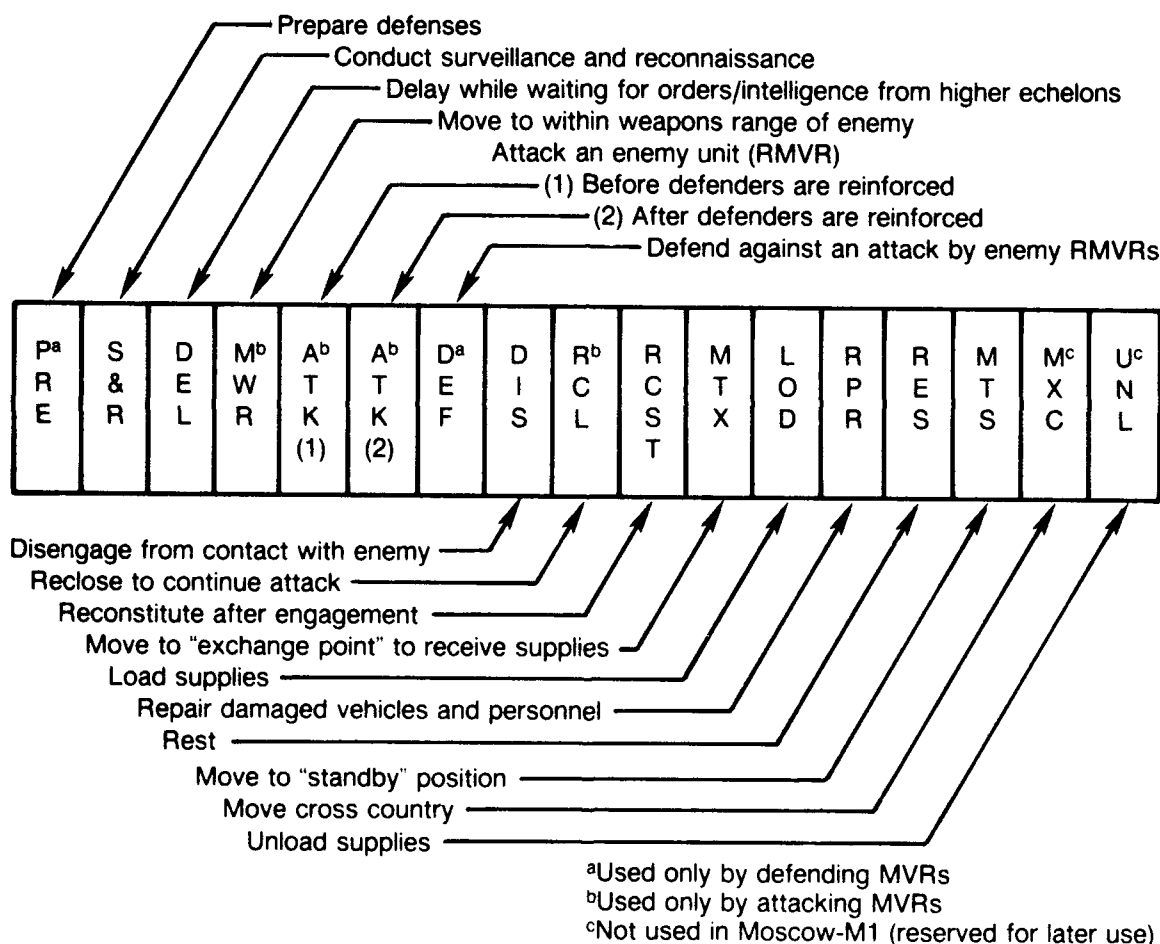 Prepare defenses
Conduct surveillance and reconnaissance
Delay while waiting for orders/intelligence from higher echelons
Move to within weapons range of enemy
Attack an enemy unit (RMVR)
(1) Before defenders are reinforced
(2) After defenders are reinforced
Defend against an attack by enemy RMVRs
Pᵃ R E
S & R
D E L
Mᵇ W R
Aᵇ T K (1)
Aᵇ T K (2)
Dᵃ E F
D I S
Rᵇ C L
R C S T
M T X
L O D
R P R
R E S
M T S
Mᶜ X C
Uᶜ N L
Disengage from contact with enemy
Reclose to continue attack
Reconstitute after engagement
Move to “exchange point” to receive supplies
Load supplies
Repair damaged vehicles and personnel
Rest
Move to “standby” position
Move cross country
Unload supplies
ᵃUsed only by defending MVRs
ᵇUsed only by attacking MVRs
ᶜNot used in Moscow-M1 (reserved for later use)